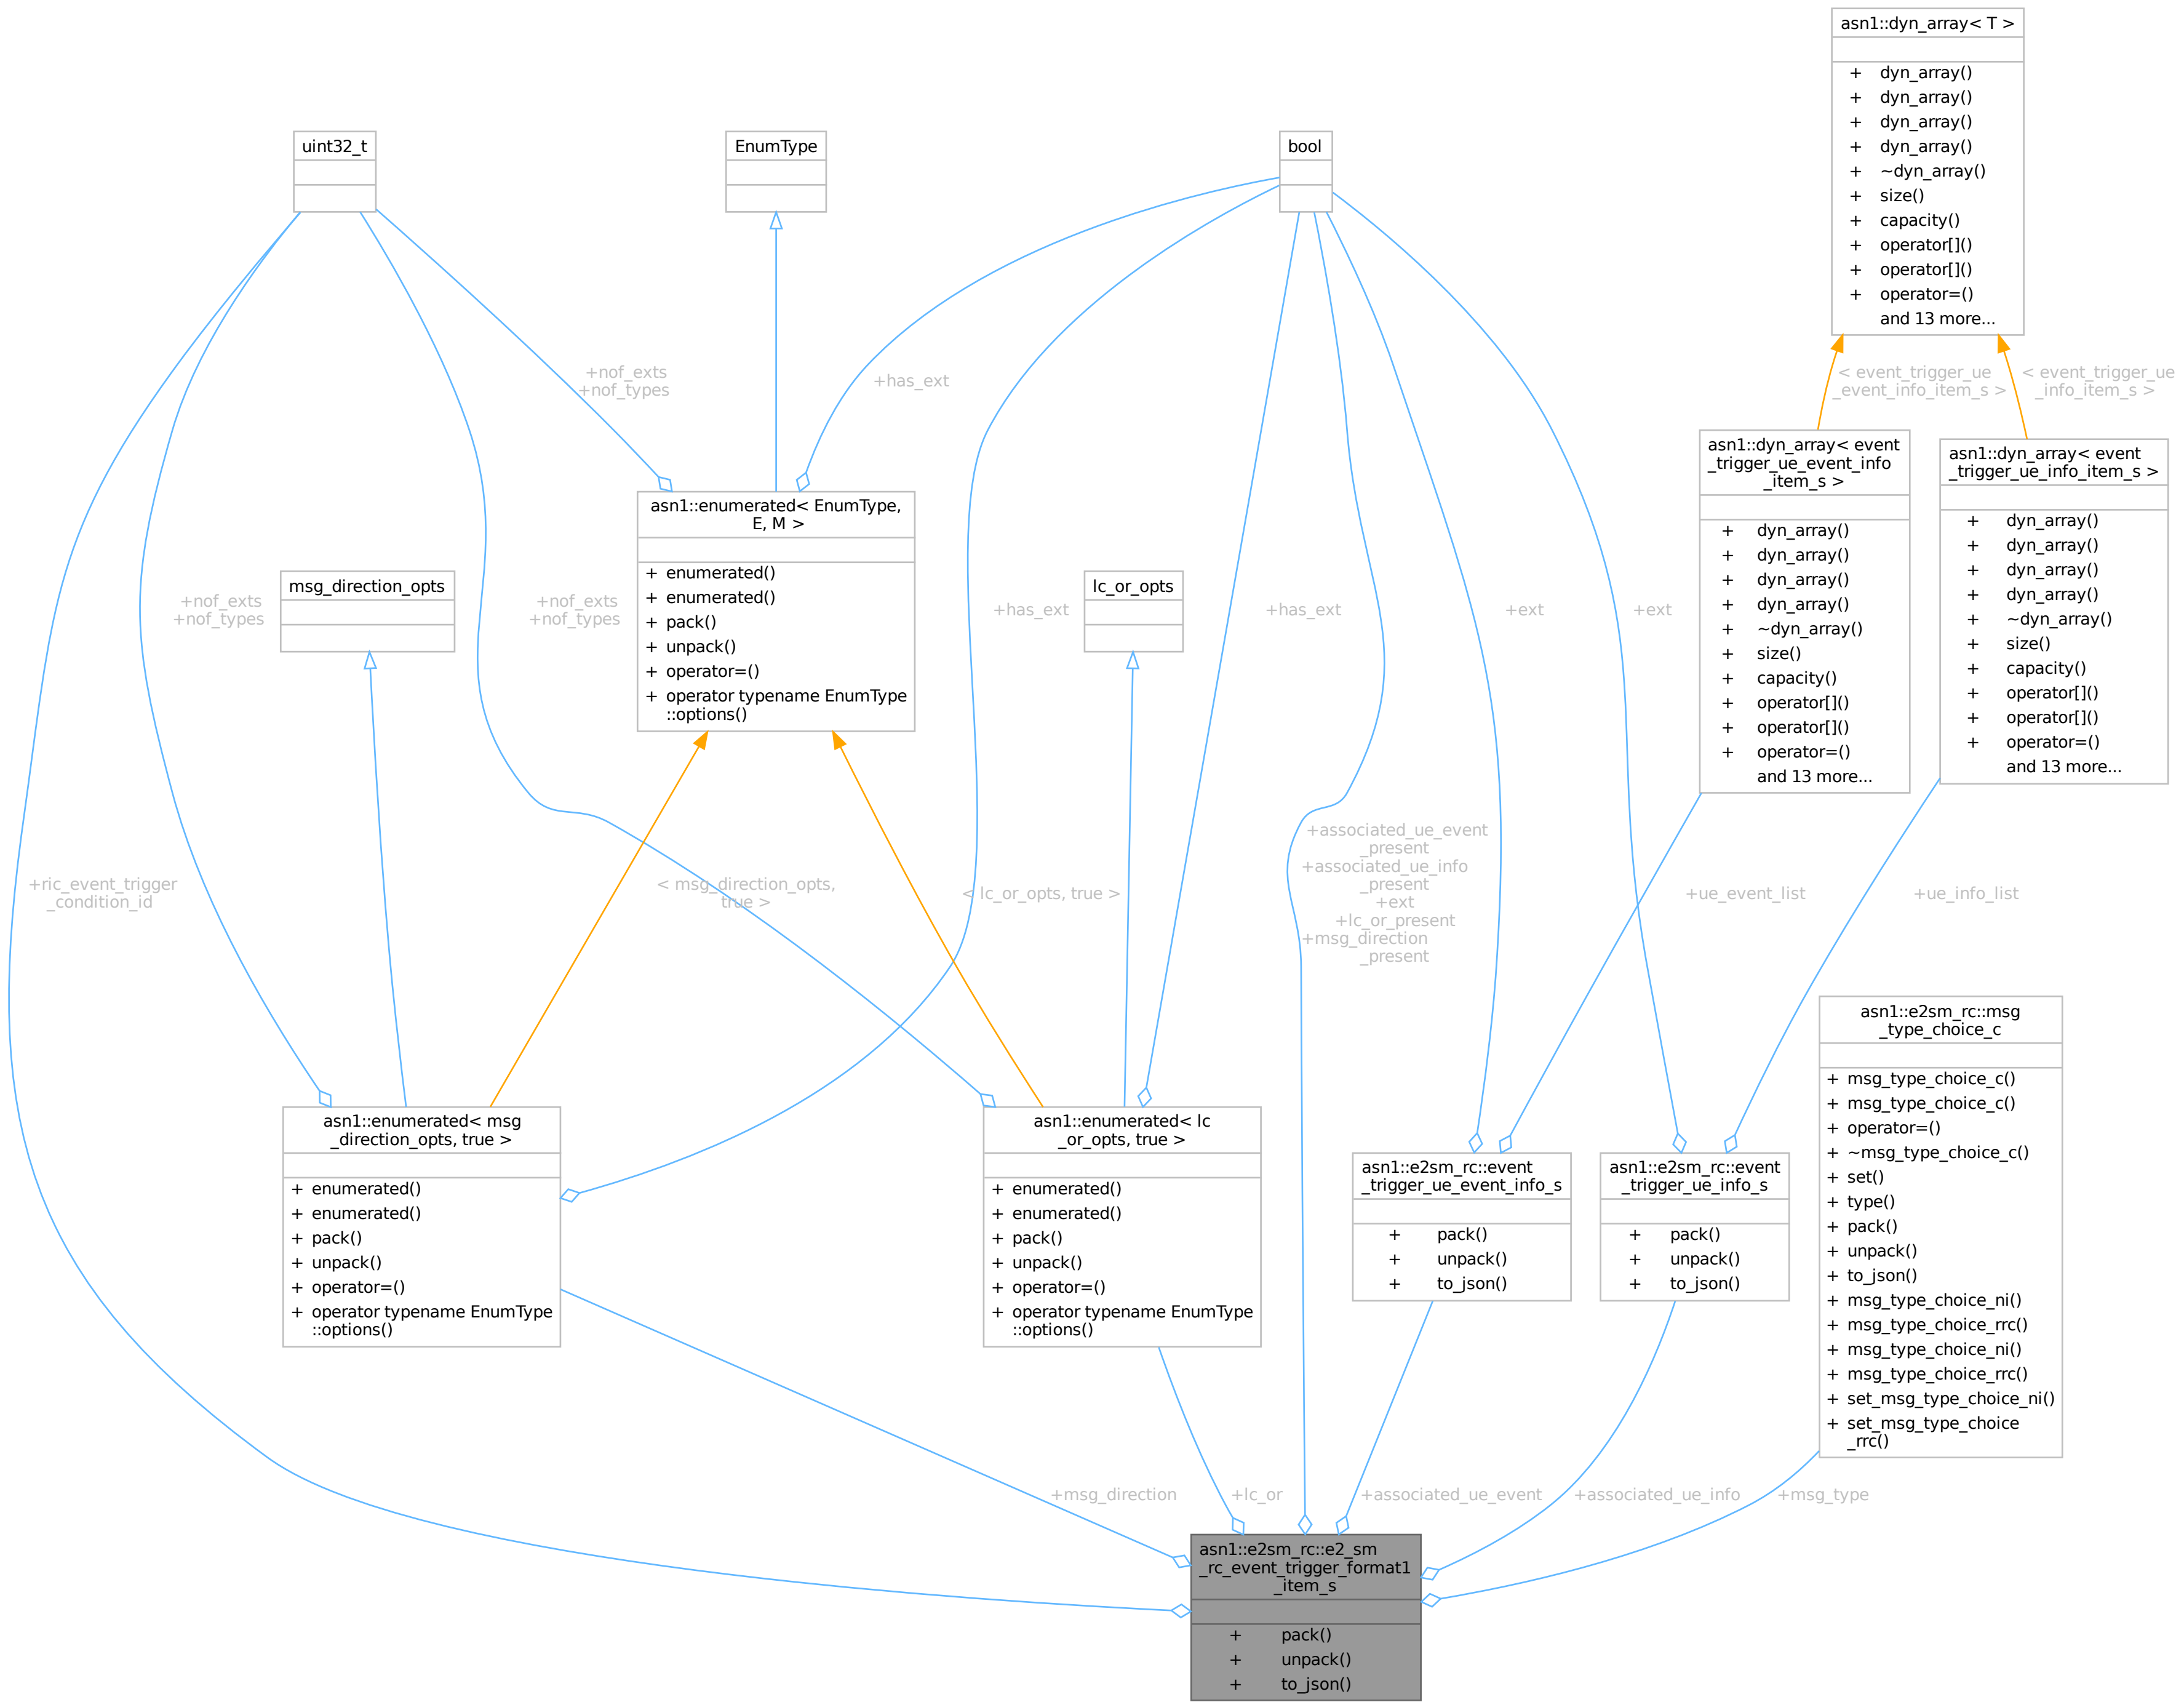 asn1::dyn_array< T >
+ dyn_array()
+ dyn_array()
+ dyn_array()
+ dyn_array()
+ ~dyn_array()
+ size()
+ capacity()
+ operator[]()
+ operator[]()
+ operator=()
and 13 more...
uint32_t
EnumType
bool
+nof_exts
+nof_types
+has_ext
< event_trigger_ue
_event_info_item_s >
< event_trigger_ue
_info_item_s >
asn1::enumerated< EnumType,
E, M >
+ enumerated()
+ enumerated()
+ pack()
+ unpack()
+ operator=()
+ operator typename EnumType
::options()
asn1::dyn_array< event
_trigger_ue_event_info
_item_s >
+ dyn_array()
+ dyn_array()
+ dyn_array()
+ dyn_array()
+ ~dyn_array()
+ size()
+ capacity()
+ operator[]()
+ operator[]()
+ operator=()
and 13 more...
asn1::dyn_array< event
_trigger_ue_info_item_s >
+ dyn_array()
+ dyn_array()
+ dyn_array()
+ dyn_array()
+ ~dyn_array()
+ size()
+ capacity()
+ operator[]()
+ operator[]()
+ operator=()
and 13 more...
msg_direction_opts
lc_or_opts
+nof_exts
+nof_types
+nof_exts
+nof_types
+has_ext
+has_ext
+ext
+ext
+ric_event_trigger
_condition_id
< msg_direction_opts,
true >
< lc_or_opts, true >
+associated_ue_event
_present
+associated_ue_info
_present
+ext
+lc_or_present
+msg_direction
_present
+ue_event_list
+ue_info_list
asn1::enumerated< msg
_direction_opts, true >
+ enumerated()
+ enumerated()
+ pack()
+ unpack()
+ operator=()
+ operator typename EnumType
::options()
asn1::enumerated< lc
_or_opts, true >
+ enumerated()
+ enumerated()
+ pack()
+ unpack()
+ operator=()
+ operator typename EnumType
::options()
asn1::e2sm_rc::event
_trigger_ue_event_info_s
+ pack()
+ unpack()
+ to_json()
asn1::e2sm_rc::event
_trigger_ue_info_s
+ pack()
+ unpack()
+ to_json()
asn1::e2sm_rc::msg
_type_choice_c
+ msg_type_choice_c()
+ msg_type_choice_c()
+ operator=()
+ ~msg_type_choice_c()
+ set()
+ type()
+ pack()
+ unpack()
+ to_json()
+ msg_type_choice_ni()
+ msg_type_choice_rrc()
+ msg_type_choice_ni()
+ msg_type_choice_rrc()
+ set_msg_type_choice_ni()
+ set_msg_type_choice
_rrc()
+msg_direction
+lc_or
+associated_ue_event
+associated_ue_info
+msg_type
asn1::e2sm_rc::e2_sm
_rc_event_trigger_format1
_item_s
+ pack()
+ unpack()
+ to_json()